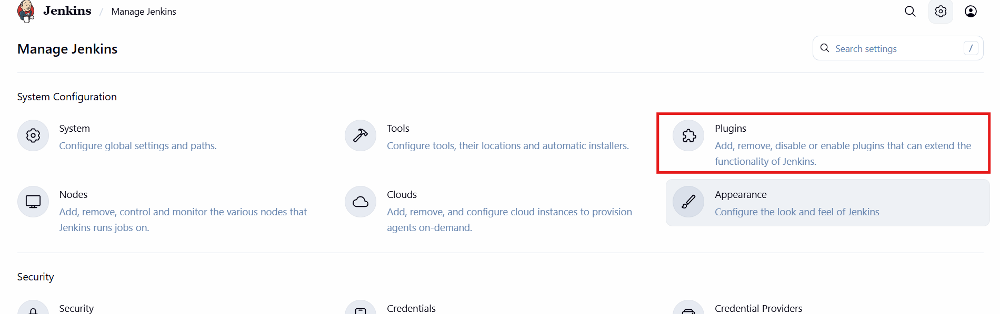 Jenkins / Manage Jenkins
Manage Jenkins
Search settings /
System Configuration
System
Configure global settings and paths.
Tools
Configure tools, their locations and automatic installers.
Plugins
Add, remove, disable or enable plugins that can extend the
functionality of Jenkins.
Nodes
Add, remove, control and monitor the various nodes that
Jenkins runs jobs on.
Clouds
Add, remove, and configure cloud instances to provision
agents on-demand.
Appearance
Configure the look and feel of Jenkins
Security
Security
Credentials
Credential Providers